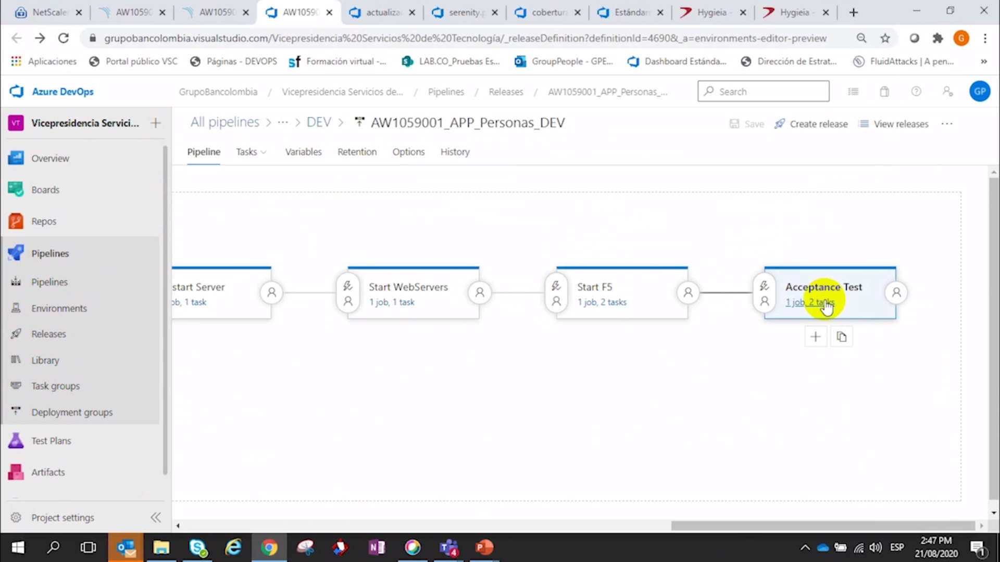 NetScale
AW1059(
AW1059(
AW1059(
actualiza
serenity.p
cobertur
Estándar
Hygieia -
Hygieia -
grupobancolombia.visualstudio.com/Vicepresidencia%20Servicios%20de%20Tecnología/_releaseDefinition?definitionId=4690&_a=environments-editor-preview
G
Aplicaciones
Portal público VSC
Páginas - DEVOPS
Formación virtual -...
LAB.CO_Pruebas Es...
GroupPeople - GPE...
Dashboard Estánda...
Dirección de Estrat...
FluidAttacks | A pen...
»
Azure DevOps
GrupoBancolombia / Vicepresidencia Servicios de... / Pipelines / Releases / AW1059001_APP_Personas_...
Search
GP
VT Vicepresidencia Servici...
All pipelines > ··· > DEV > AW1059001_APP_Personas_DEV
Save
Create release
View releases
Pipeline
Tasks
Variables
Retention
Options
History
Overview
Boards
Repos
Pipelines
Pipelines
Environments
Releases
Library
Task groups
Deployment groups
Test Plans
Artifacts
Project settings
start Server
ob, 1 task
Start WebServers
1 job, 1 task
Start F5
1 job, 2 tasks
Acceptance Test
1 job, 2 tasks
4
ESP
2:47 PM
21/08/2020
1